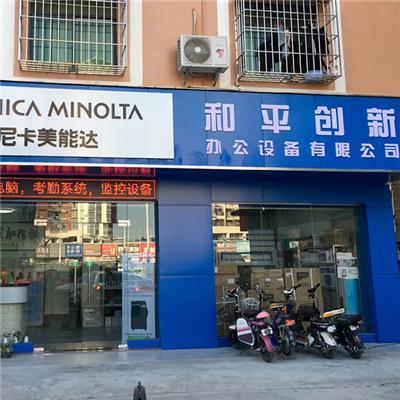 NICA MINOLTA
尼卡美能达
和平创新
办公设备有限公司
电脑，考勤系统，监控设备